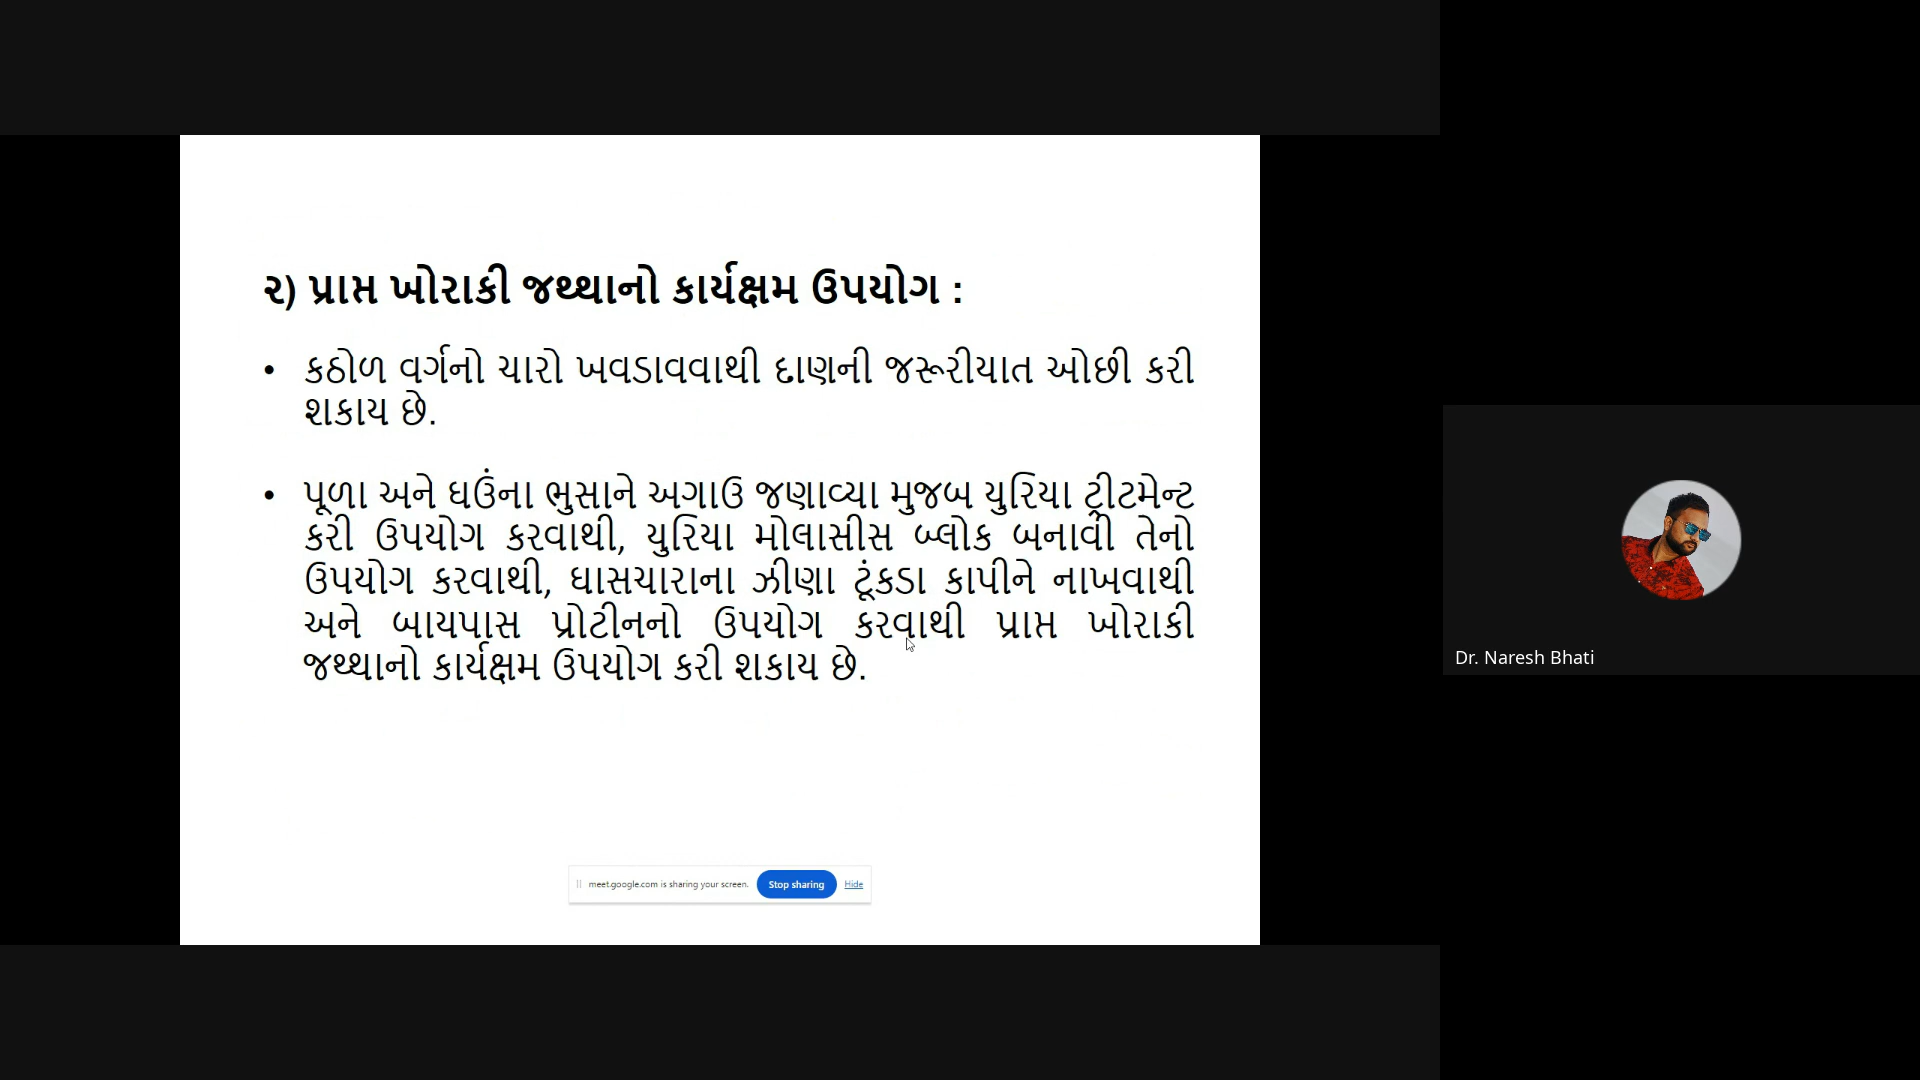 ૨) પ્રાપ્ત ખોરાકી જથ્થાનો કાર્યક્ષમ ઉપયોગ :
• કઠોળ વર્ગનો ચારો ખવડાવવાથી દાણની જરૂરીયાત ઓછી કરી
શકાય છે.
• પૂળા અને ઘઉંના ભુસાને અગાઉ જણાવ્યા મુજબ યુરિયા ટ્રીટમેન્ટ
કરી ઉપયોગ કરવાથી, યુરિયા મોલાસીસ બ્લોક બનાવી તેનો
ઉપયોગ કરવાથી, ઘાસચારાના ઝીણા ટૂંકડા કાપીને નાખવાથી
અને બાયપાસ પ્રોટીનનો ઉપયોગ કરવાથી પ્રાપ્ત ખોરાકી
જથ્થાનો કાર્યક્ષમ ઉપયોગ કરી શકાય છે.
meet.google.com is sharing your screen. Stop sharing Hide
Dr. Naresh Bhati